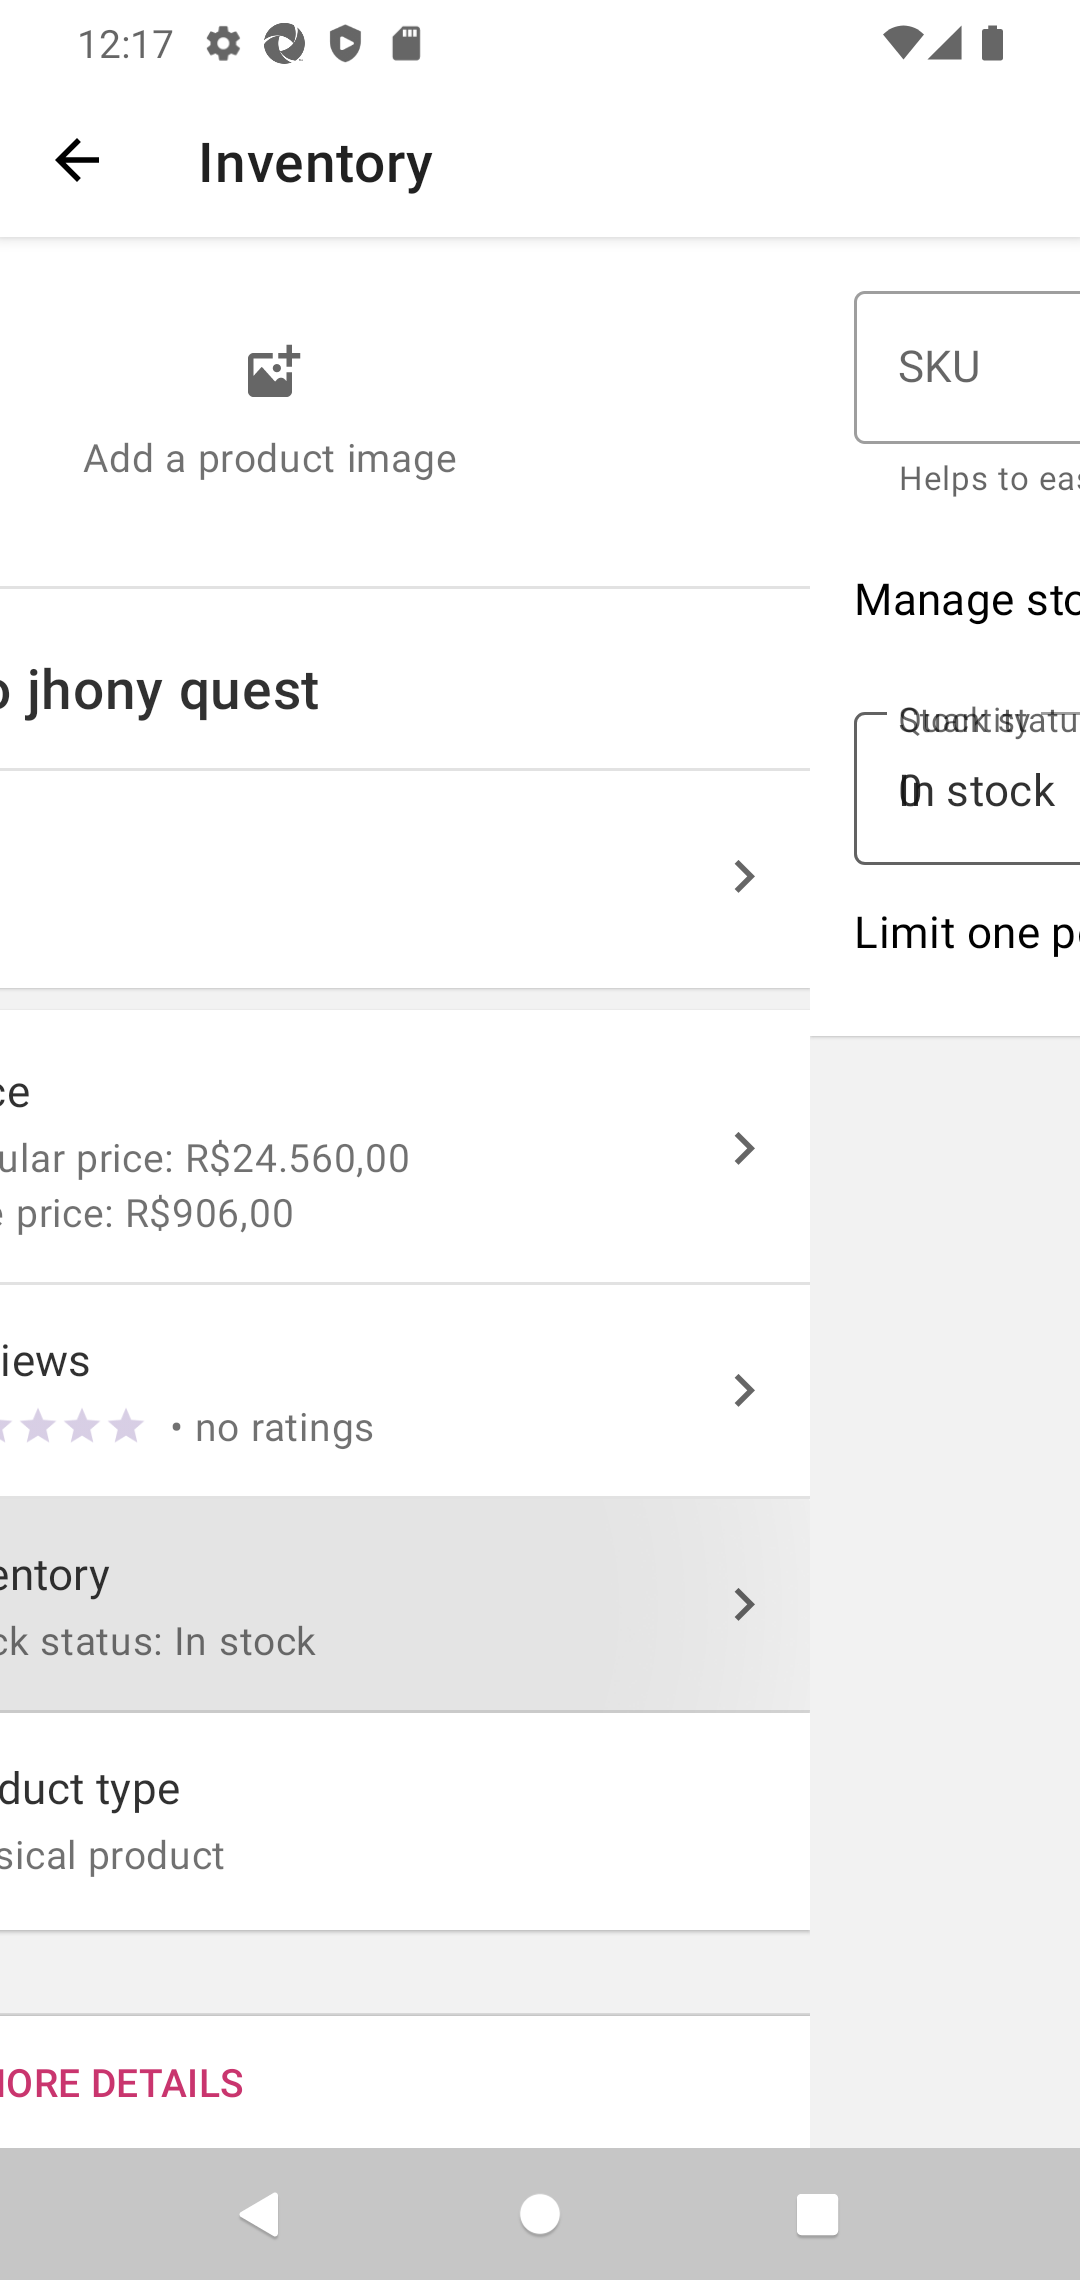 12:17
Inventory
SKU
Add a product image
Helps to eas
Manage sto
o jhony quest
Quantity
Stock statu
0
In stock
Limit one p
ce
ular price: R$24.560,00
e price: R$906,00
iews
• no ratings
entory
ck status: In stock
duct type
sical product
MORE DETAILS